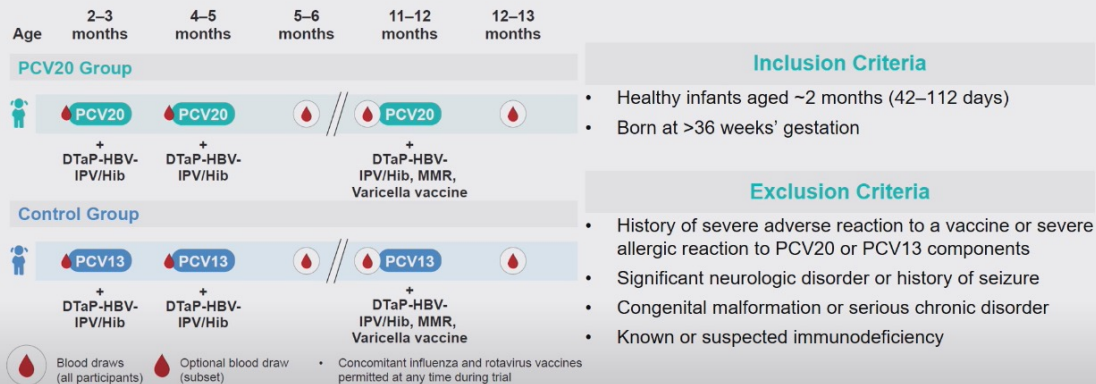 Age
2–3 months
4–5 months
5–6 months
11–12 months
12–13 months
PCV20 Group
PCV20
PCV20
PCV20
+
DTaP-HBV-
IPV/Hib
+
DTaP-HBV-
IPV/Hib
+
DTaP-HBV-
IPV/Hib, MMR,
Varicella vaccine
Control Group
PCV13
PCV13
PCV13
+
DTaP-HBV-
IPV/Hib
+
DTaP-HBV-
IPV/Hib
+
DTaP-HBV-
IPV/Hib, MMR,
Varicella vaccine
Blood draws
(all participants)
Optional blood draw
(subset)
• Concomitant influenza and rotavirus vaccines
permitted at any time during trial
Inclusion Criteria
• Healthy infants aged ~2 months (42–112 days)
• Born at >36 weeks' gestation
Exclusion Criteria
• History of severe adverse reaction to a vaccine or severe
allergic reaction to PCV20 or PCV13 components
• Significant neurologic disorder or history of seizure
• Congenital malformation or serious chronic disorder
• Known or suspected immunodeficiency